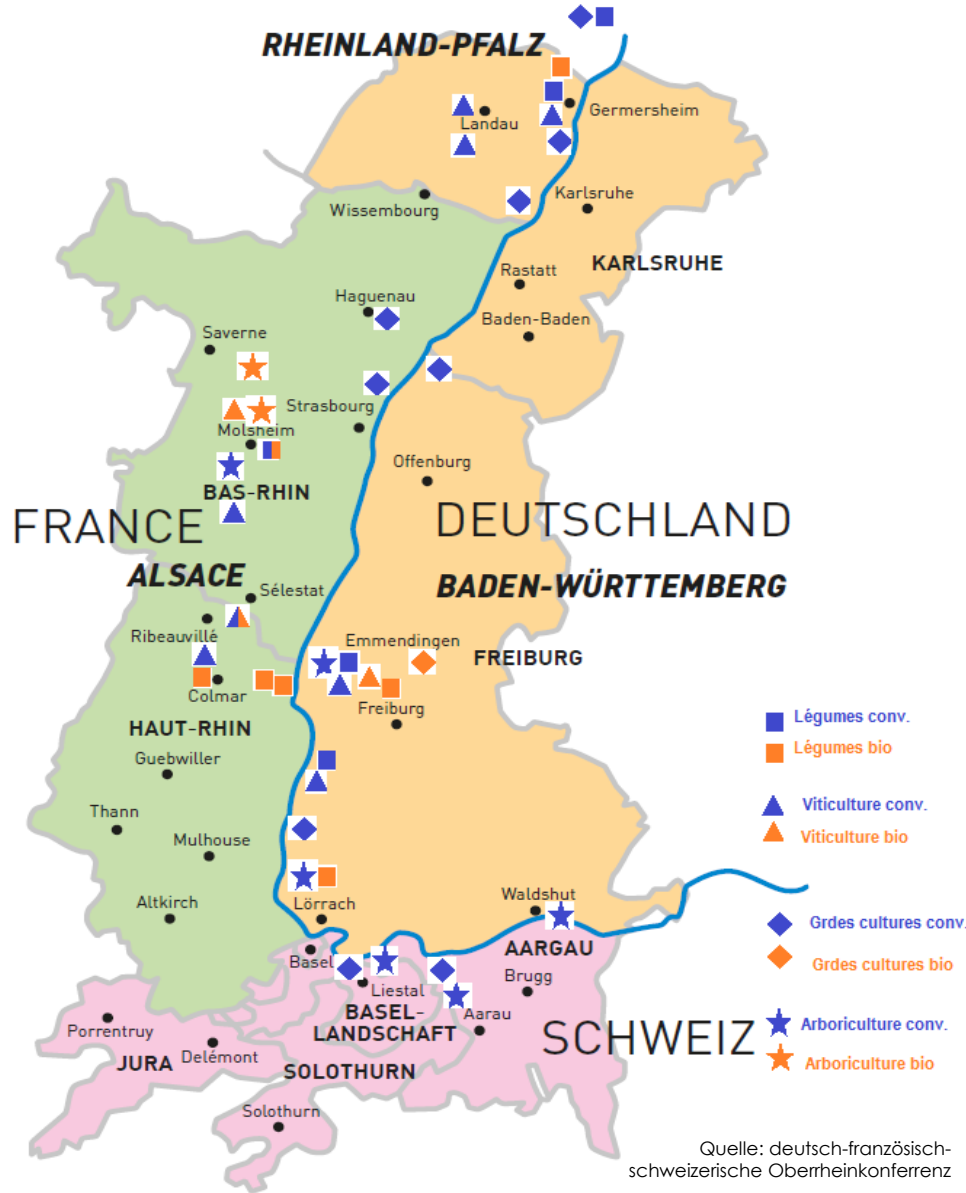 RHEINLAND-PFALZ
Germersheim
Landau
Karlsruhe
Wissembourg
KARLSRUHE
Rastatt
Haguenau
Baden-Baden
Saverne
Strasbourg
Molsheim
Offenburg
BAS-RHIN
FRANCE
DEUTSCHLAND
ALSACE
BADEN-WÜRTTEMBERG
Sélestat
Ribeauvillé
Emmendingen
FREIBURG
Colmar
Freiburg
HAUT-RHIN
Guebwiller
Thann
Mulhouse
Altkirch
Lörrach
Waldshut
Basel
AARGAU
Liestal
Brugg
BASEL-
LANDSCHAFT
Aarau
Porrentruy
JURA
Delémont
SOLOTHURN
SCHWEIZ
Solothurn
Légumes conv.
Légumes bio
Viticulture conv.
Viticulture bio
Grdes cultures conv.
Grdes cultures bio
Arboriculture conv.
Arboriculture bio
Quelle: deutsch-französisch-
schweizerische Oberrheinkonferrenz